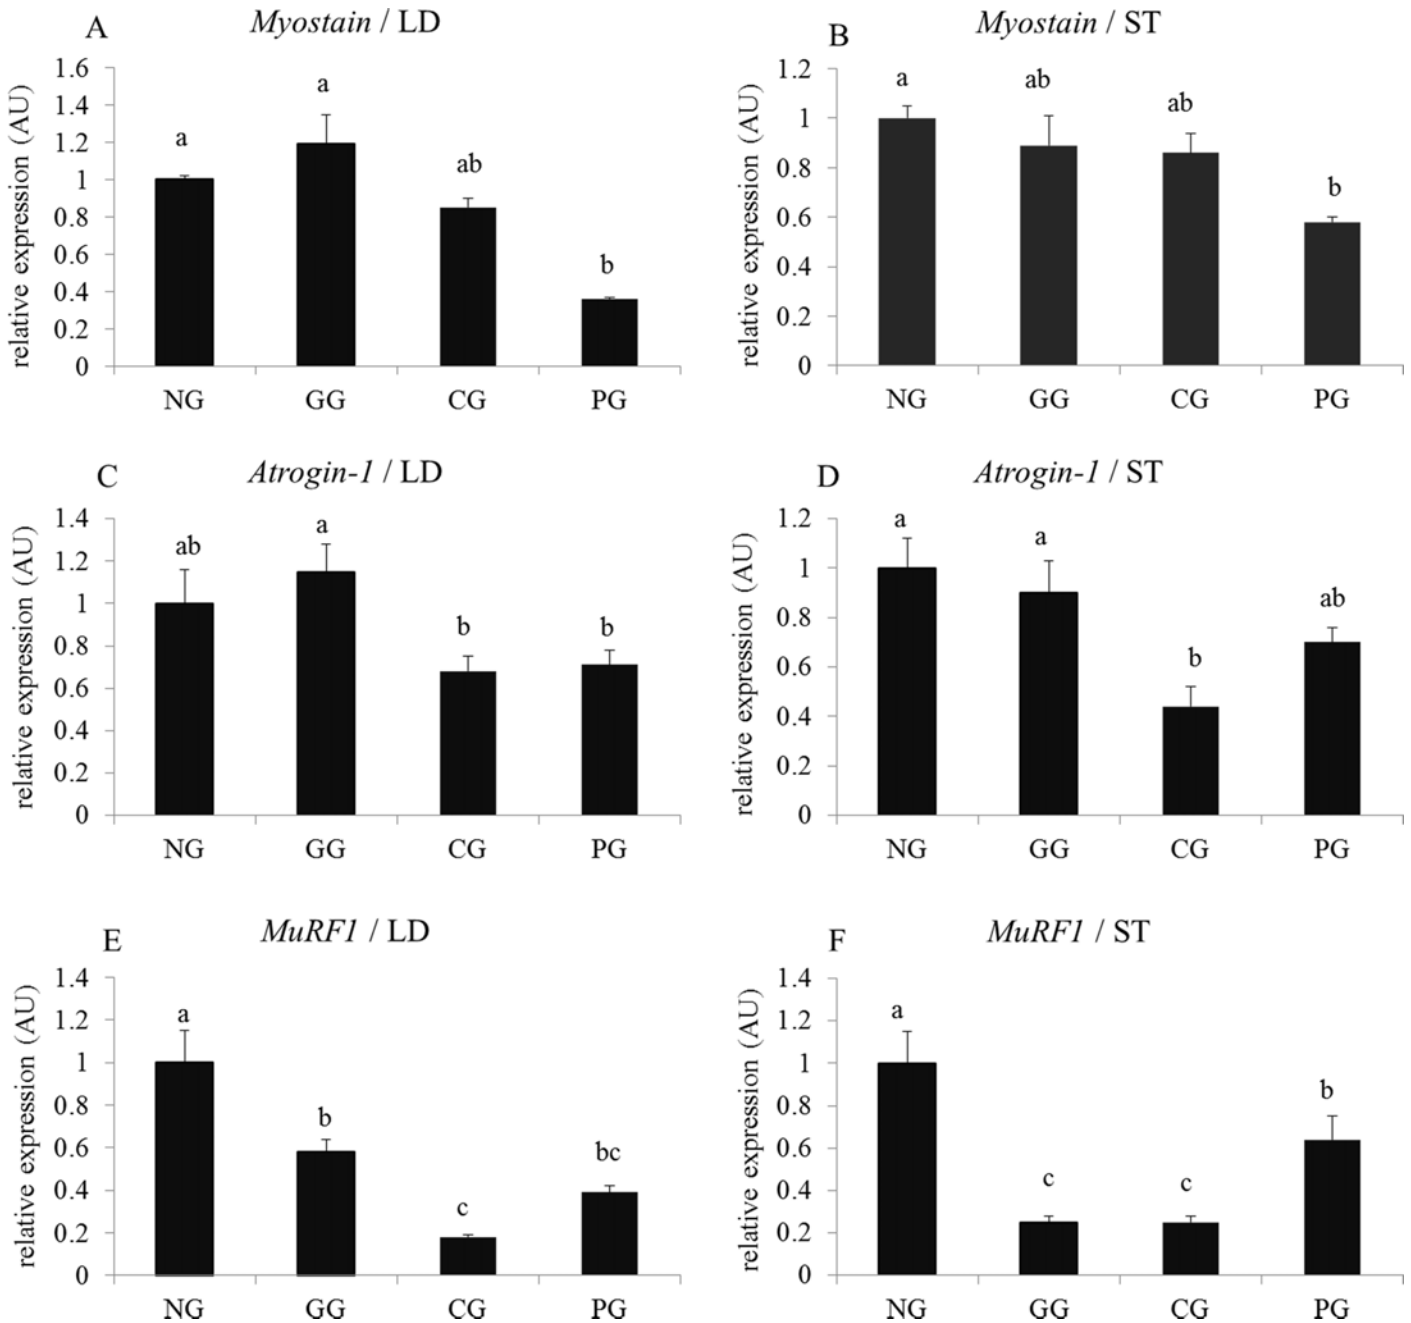 A
Myostain / LD
relative expression (AU)
1.6
1.4
1.2
1
0.8
0.6
0.4
0.2
0
a
a
ab
b
NG GG CG PG
B
Myostain / ST
relative expression (AU)
1.2
1
0.8
0.6
0.4
0.2
0
a
ab
ab
b
NG GG CG PG
C
Atrogin-1 / LD
relative expression (AU)
1.4
1.2
1
0.8
0.6
0.4
0.2
0
ab
a
b
b
NG GG CG PG
D
Atrogin-1 / ST
relative expression (AU)
1.2
1
0.8
0.6
0.4
0.2
0
a
a
b
ab
NG GG CG PG
E
MuRF1 / LD
relative expression (AU)
1.4
1.2
1
0.8
0.6
0.4
0.2
0
a
b
c
bc
NG GG CG PG
F
MuRF1 / ST
relative expression (AU)
1.4
1.2
1
0.8
0.6
0.4
0.2
0
a
c
c
b
NG GG CG PG